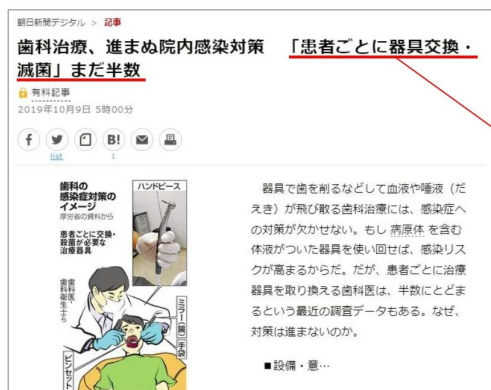 朝日新聞デジタル > 記事
歯科治療、進まぬ院内感染対策 「患者ごとに器具交換・
滅菌」まだ半数
有料記事
2019年10月9日 5時00分
f
B!
list
1
歯科の
感染症対策の
イメージ
厚労省の資料から
患者ごとに交換・
殺菌が必要な
治療器具
ハンドピース
歯科医・
歯科衛生士ら
ミラー(鏡)
手袋
ピンセット
器具で歯を削るなどして血液や唾液(だ
えき)が飛び散る歯科治療には、感染症へ
の対策が欠かせない。もし 病原体 を含む
体液がついた器具を使い回せば、感染リス
クが高まるからだ。だが、患者ごとに治療
器具を取り換える歯科医は、半数にとどま
るという最近の調査データもある。なぜ、
対策は進まないのか。
■設備・意…